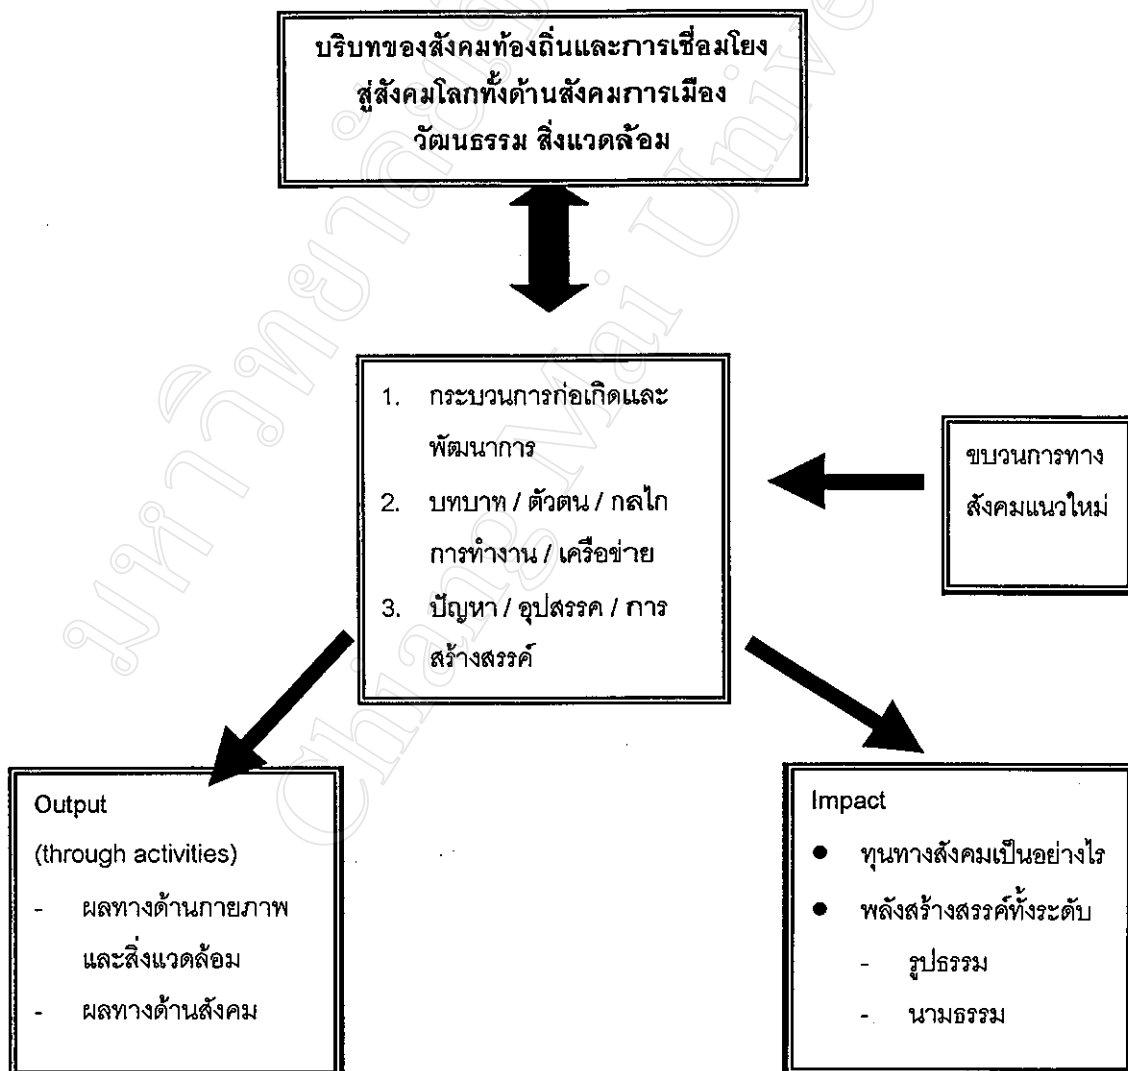 บริบทของสังคมท้องถิ่นและการเชื่อมโยง
สู่สังคมโลกทั้งด้านสังคมการเมือง
วัฒนธรรม สิ่งแวดล้อม
1. กระบวนการก่อเกิดและ
พัฒนาการ
2. บทบาท / ตัวตน / กลไก
การทำงาน / เครือข่าย
3. ปัญหา / อุปสรรค / การ
สร้างสรรค์
ขบวนการทาง
สังคมแนวใหม่
Output
(through activities)
- ผลทางด้านกายภาพ
และสิ่งแวดล้อม
- ผลทางด้านสังคม
Impact
● ทุนทางสังคมเป็นอย่างไร
● พลังสร้างสรรค์ทั้งระดับ
- รูปธรรม
- นามธรรม
Chiang Mai Unive